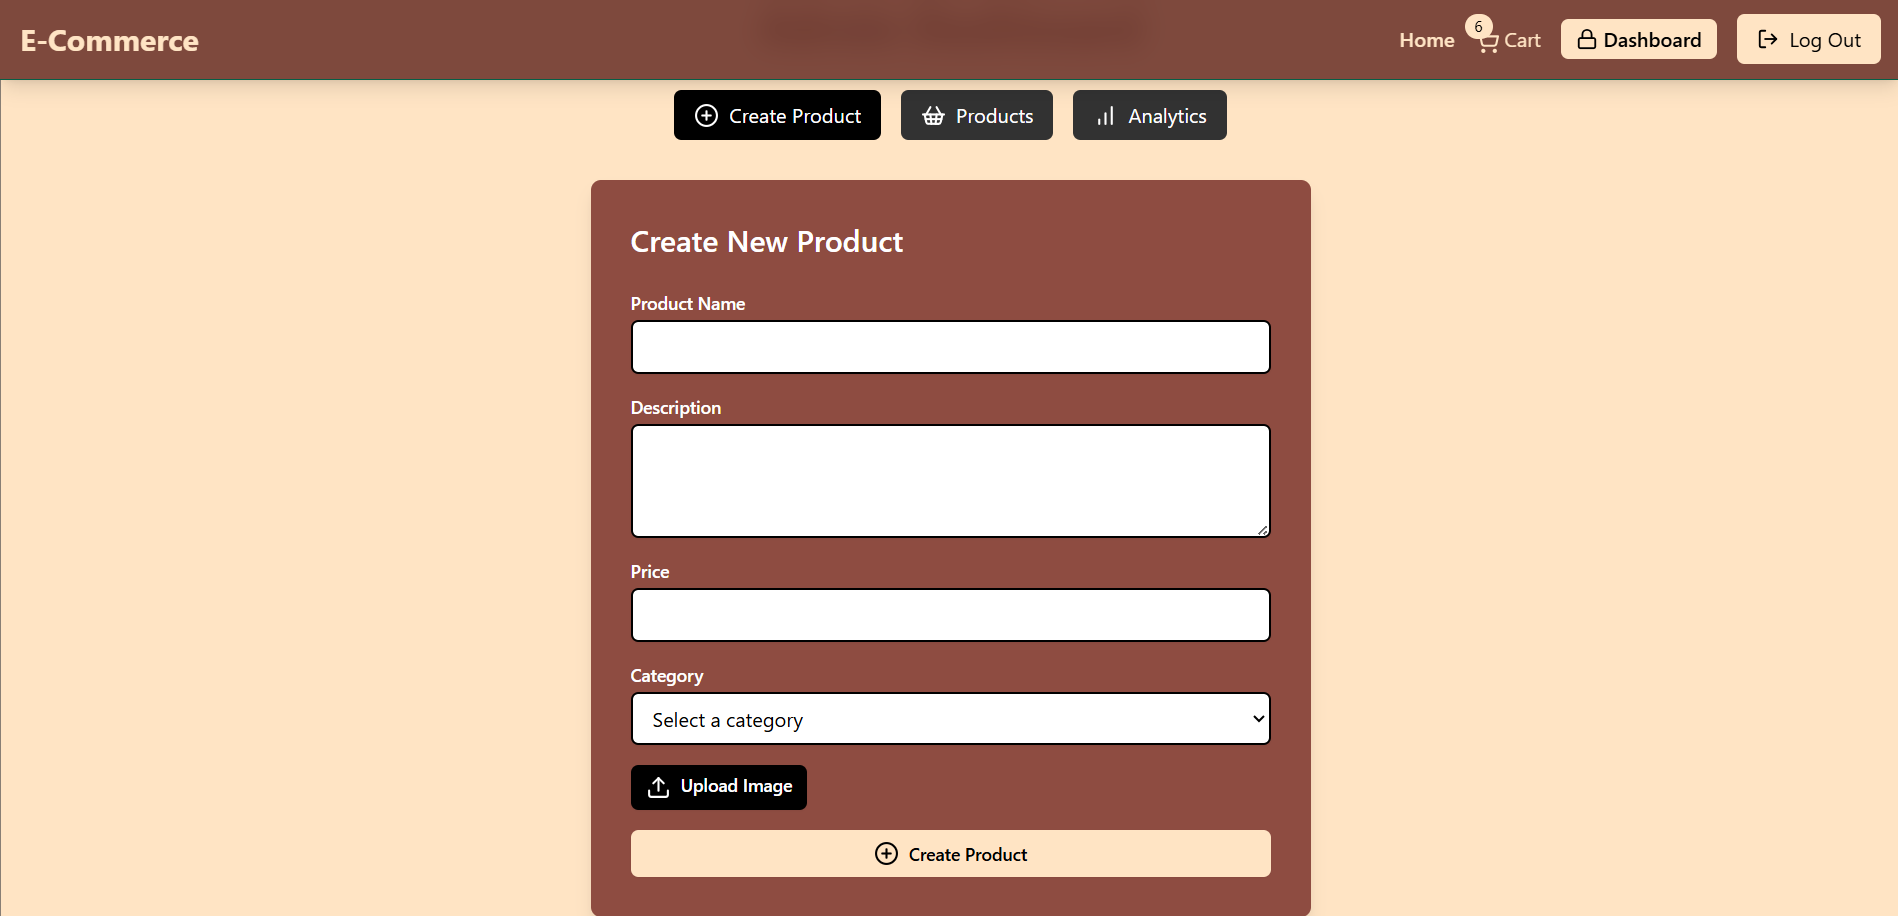 E-Commerce
Home
6
Cart
Dashboard
Log Out
Create Product
Products
Analytics
Create New Product
Product Name
Description
Price
Category
Select a category
Upload Image
Create Product